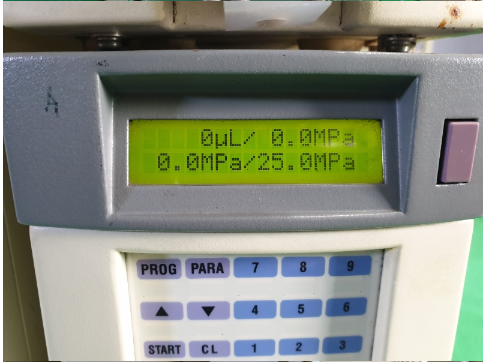 A
0µL/ 0.0MPa
0.0MPa/25.0MPa
PROG PARA 7 8 9
▲ ▼ 4 5 6
START CL 1 2 3